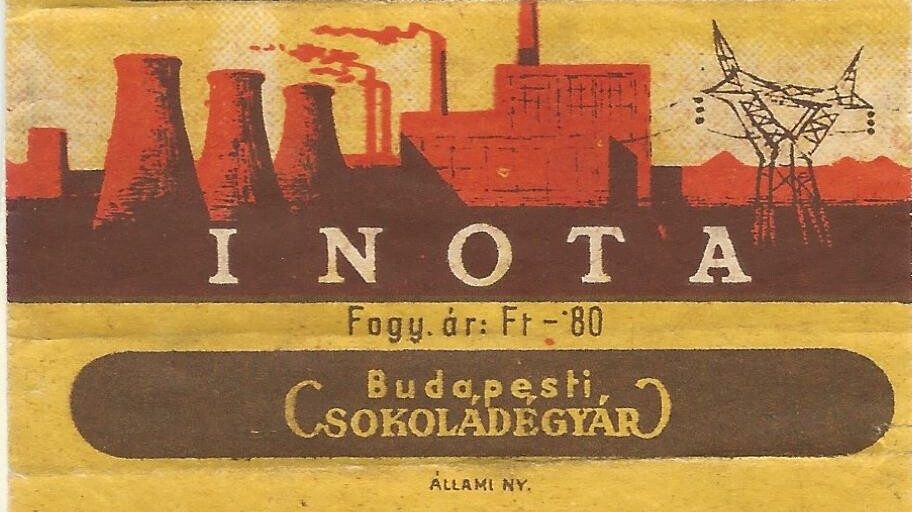 INOTA
Fogy. ár: Ft -·80
Budapesti
CSOKOLÁDÉGYÁR
ÁLLAMI NY.